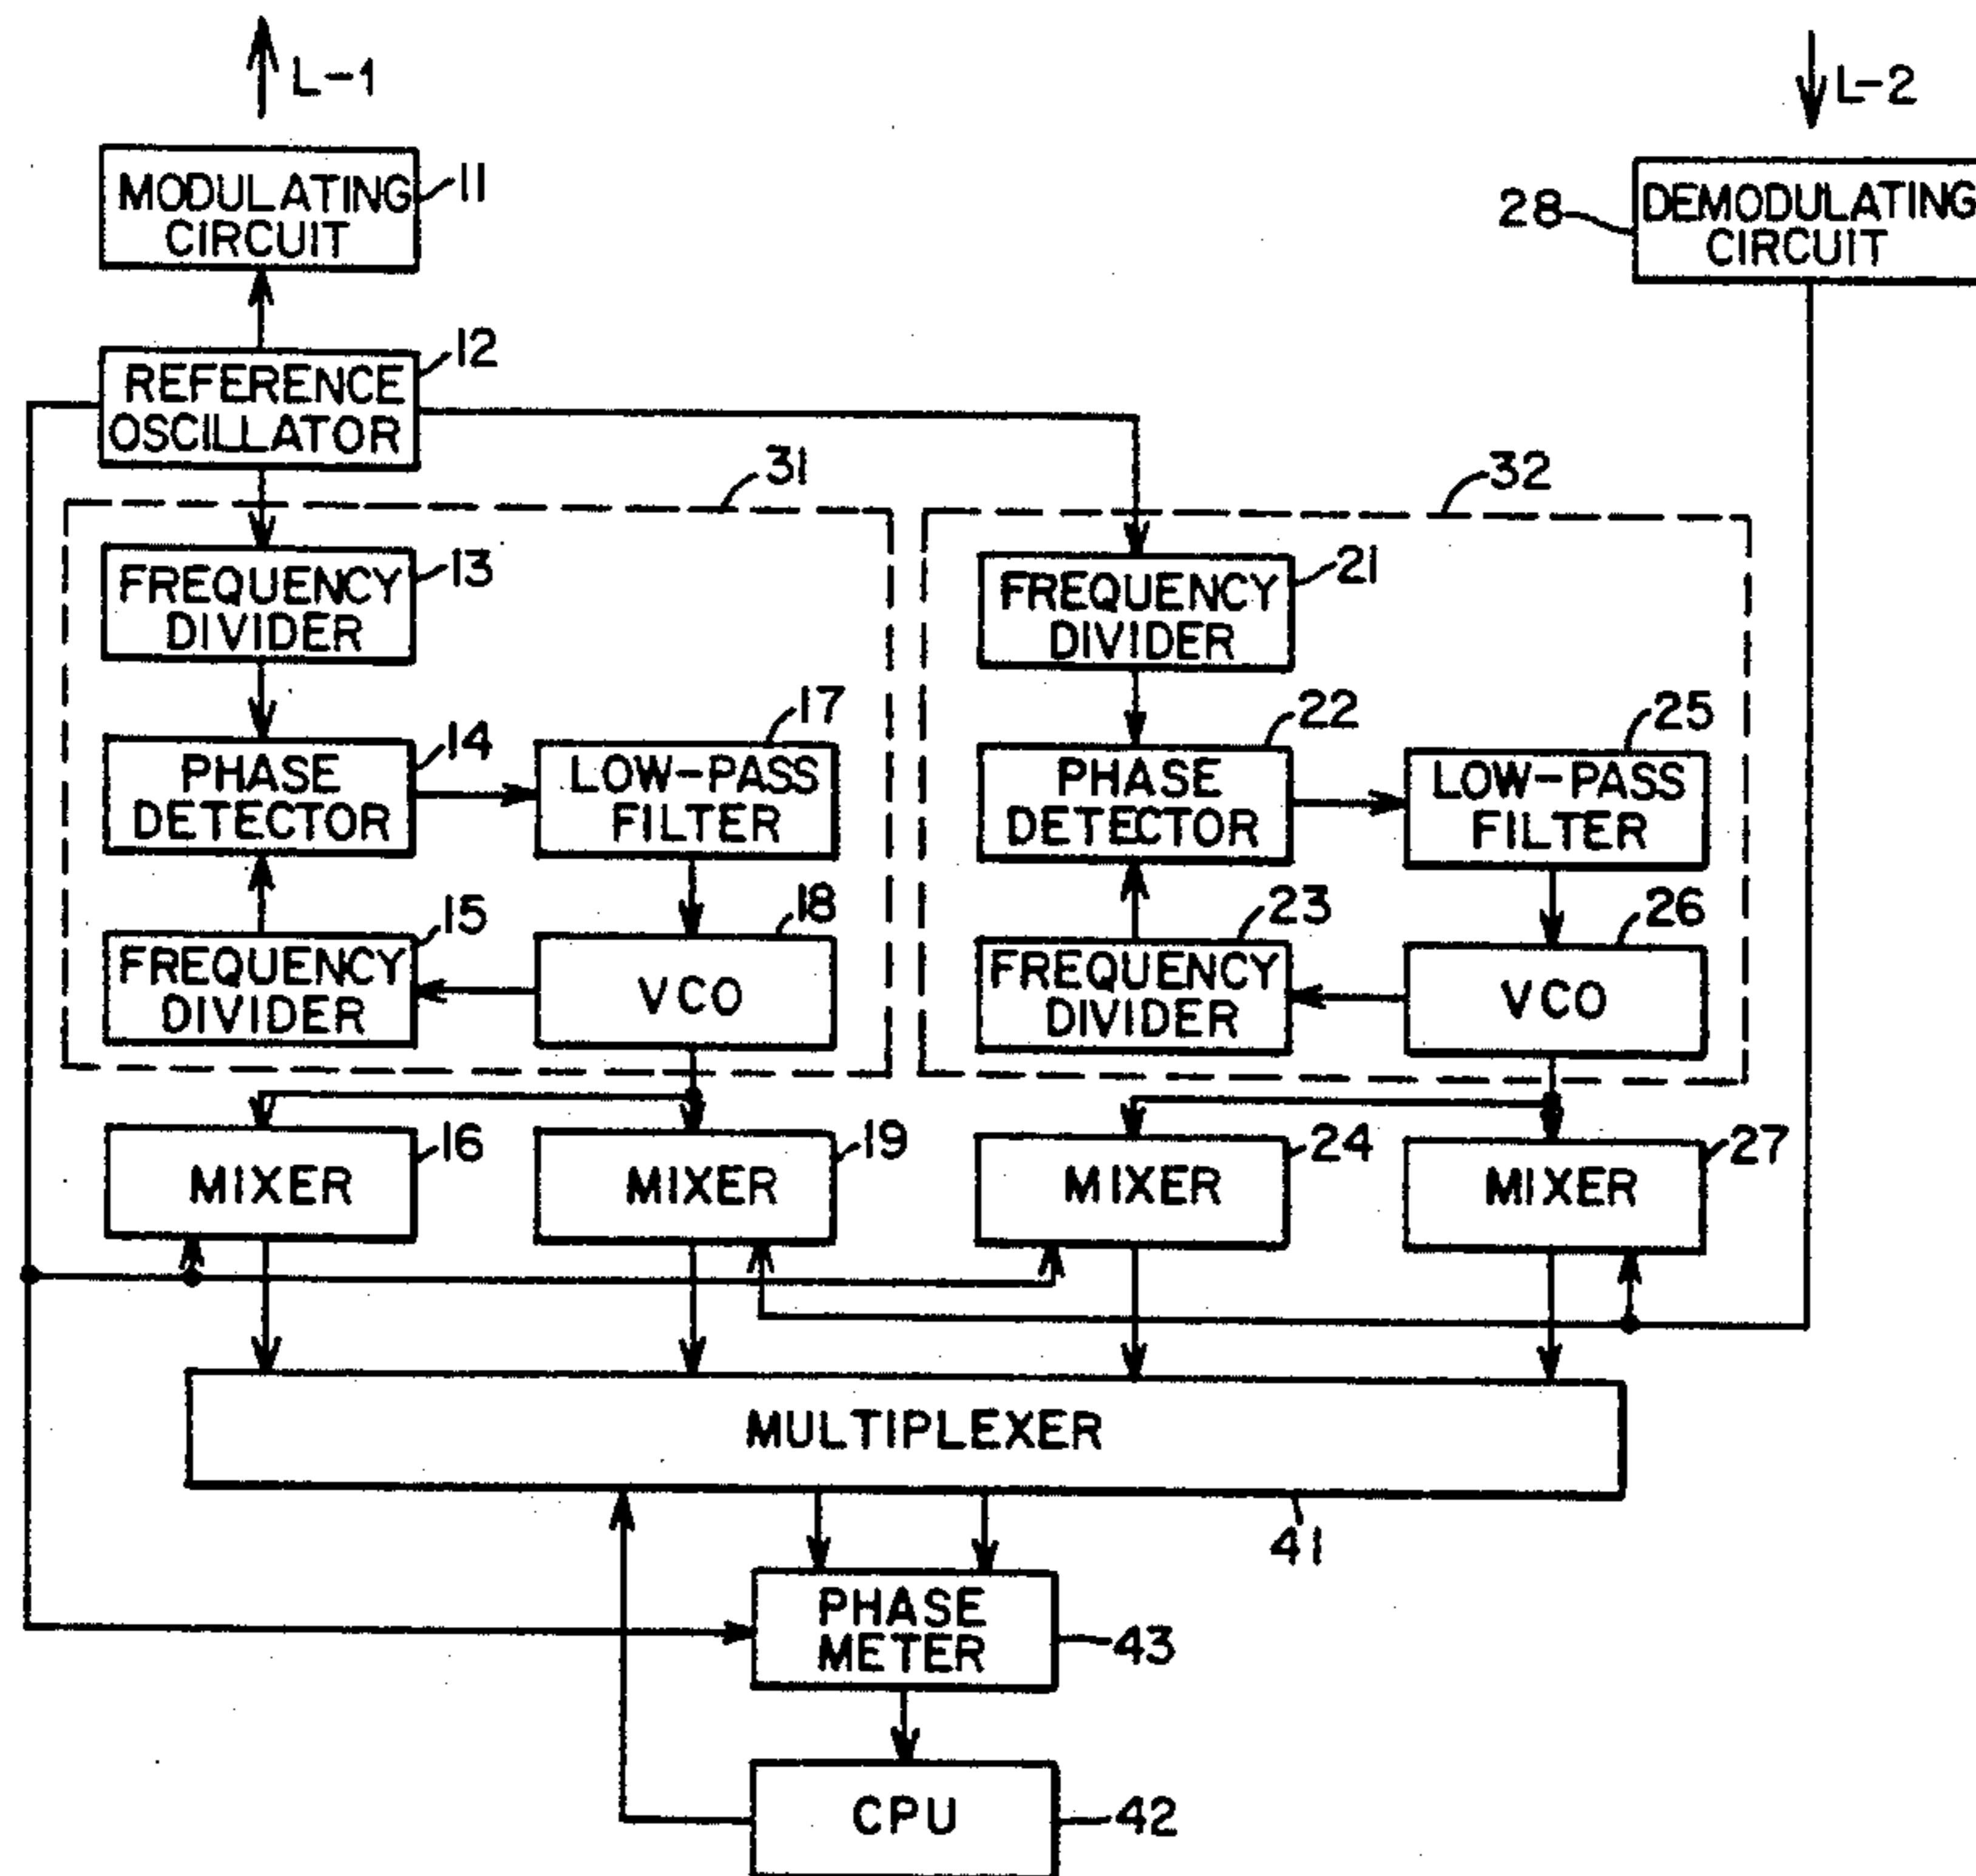 L-1
L-2
MODULATING
CIRCUIT
11
28
DEMODULATING
CIRCUIT
REFERENCE
OSCILLATOR
12
31
32
FREQUENCY
DIVIDER
13
FREQUENCY
DIVIDER
21
PHASE
DETECTOR
14
LOW-PASS
FILTER
17
PHASE
DETECTOR
22
LOW-PASS
FILTER
25
FREQUENCY
DIVIDER
15
VCO
18
FREQUENCY
DIVIDER
23
VCO
26
MIXER
16
MIXER
19
MIXER
24
MIXER
27
MULTIPLEXER
41
PHASE
METER
43
CPU
42